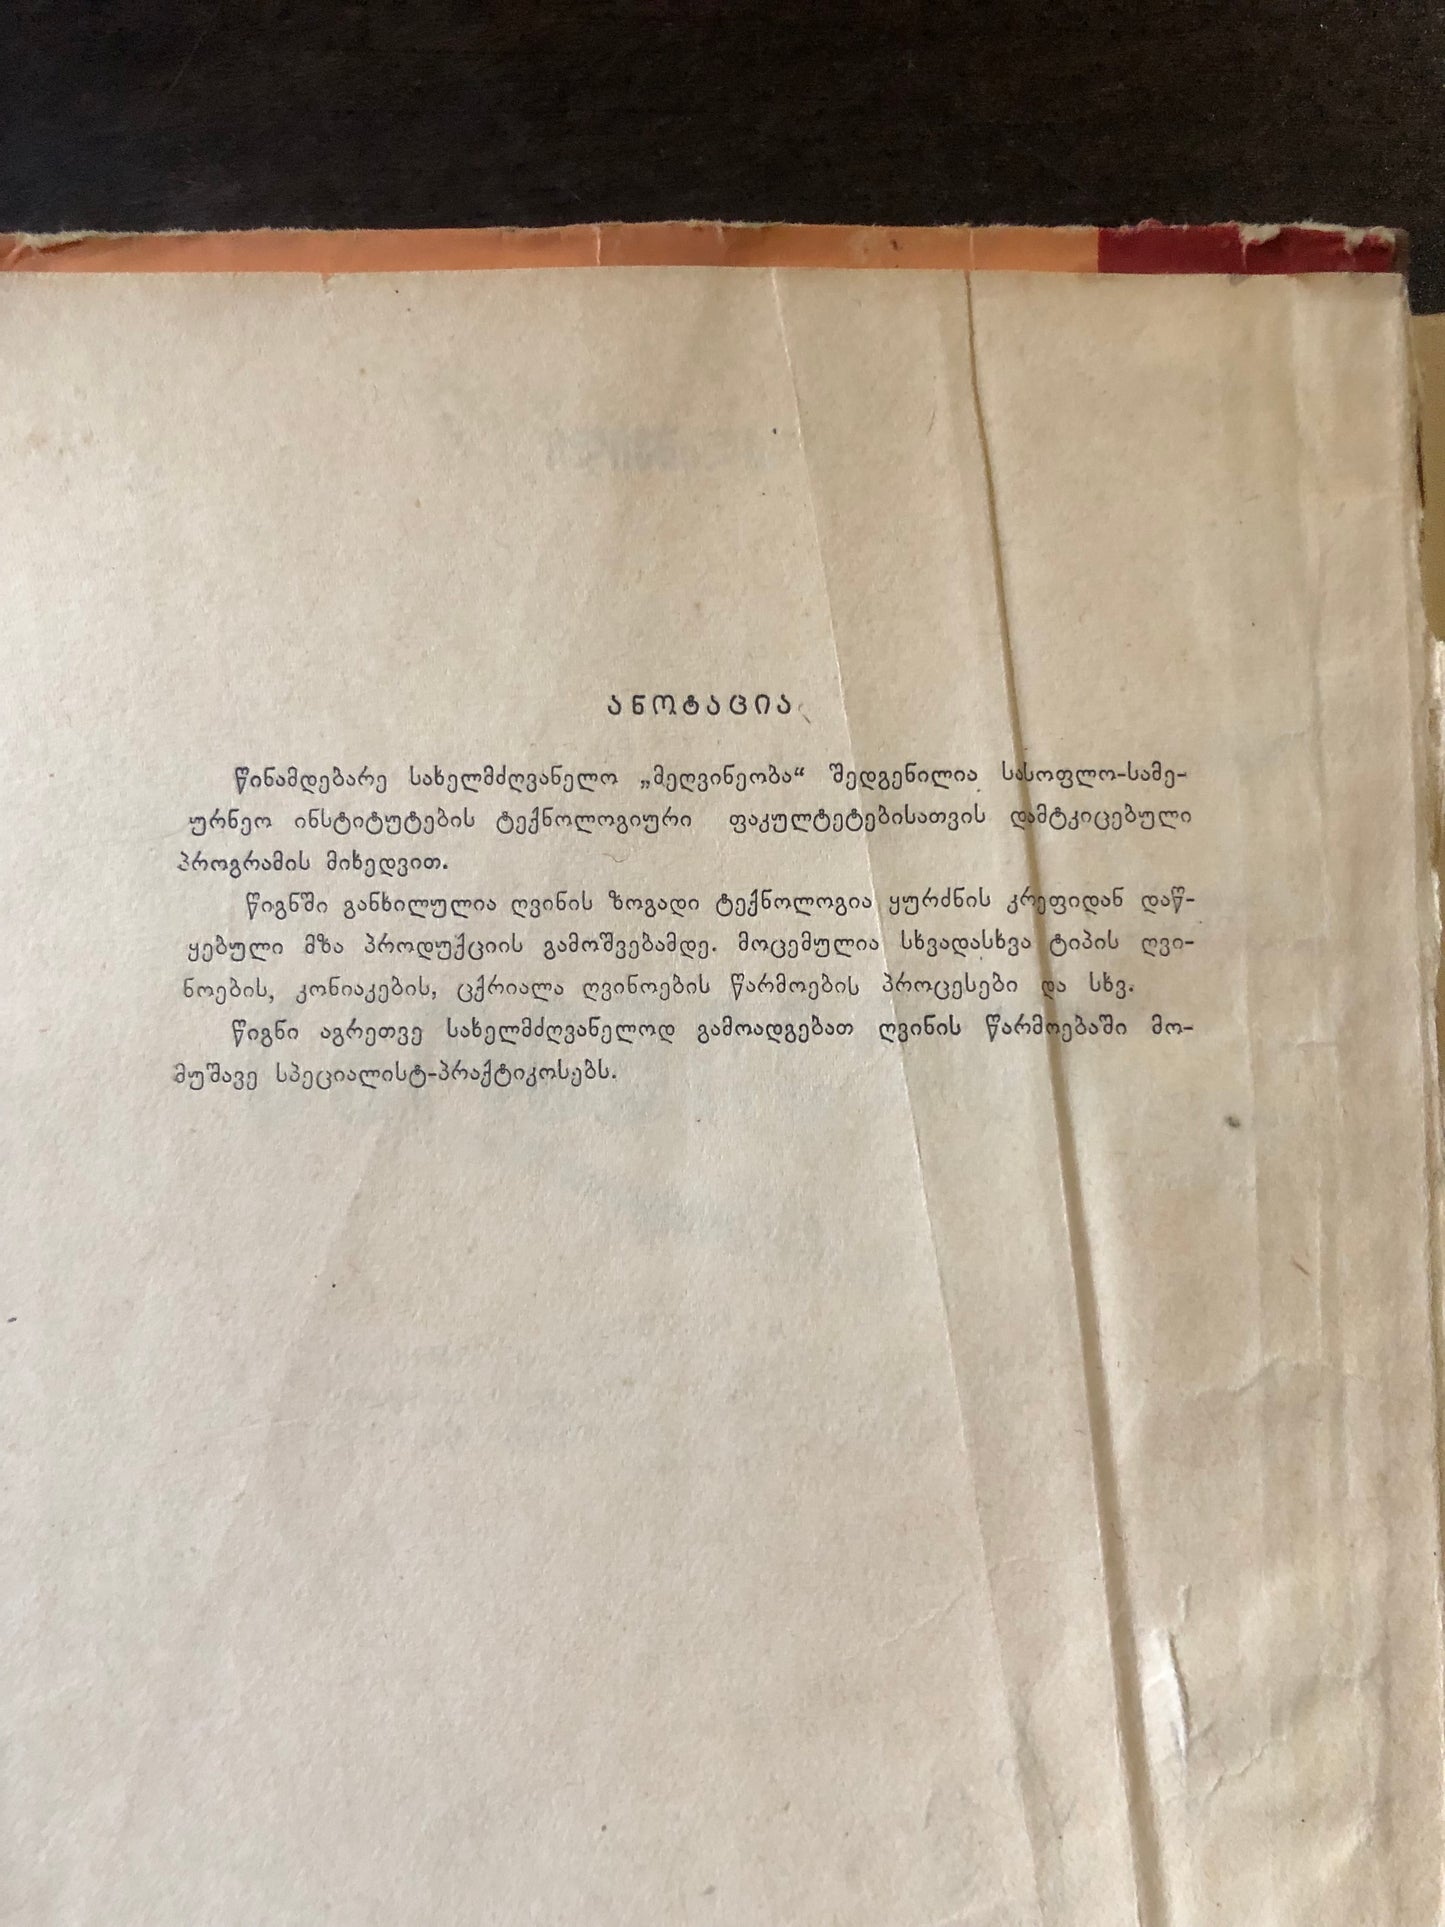 ანოტაცია
წინამდებარე სახელმძღვანელო „მეღვინეობა“ შედგენილია სასოფლო-სამე-
ურნეო ინსტიტუტების ტექნოლოგიური ფაკულტეტებისათვის დამტკიცებული
პროგრამის მიხედვით.
წიგნში განხილულია ღვინის ზოგადი ტექნოლოგია ყურძნის კრეფიდან დაწ-
ყებული მზა პროდუქციის გამოშვებამდე. მოცემულია სხვადასხვა ტიპის ღვი-
ნოების, კონიაკების, ცქრიალა ღვინოების წარმოების პროცესები და სხვ.
წიგნი აგრეთვე სახელმძღვანელოდ გამოადგებათ ღვინის წარმოებაში მო-
მუშავე სპეციალისტ-პრაქტიკოსებს.